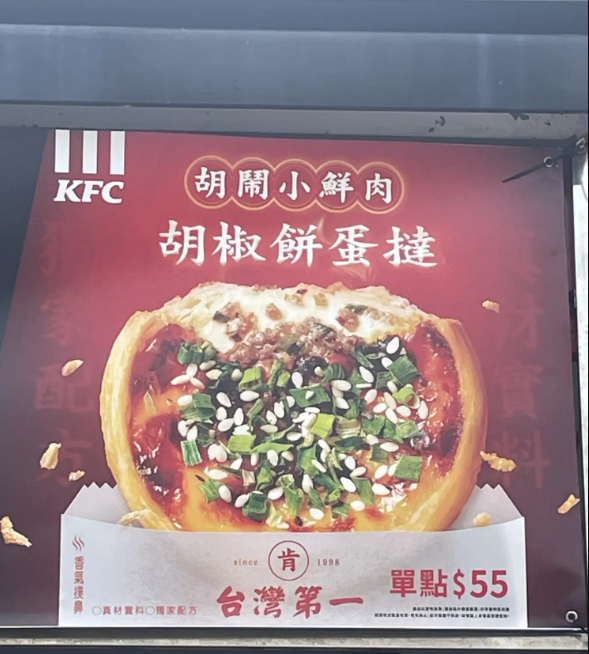 KFC
胡鬧小鮮肉
胡椒餅蛋撻
香氣撲鼻
○真材實料○獨家配方
since 肯 1996
台灣第一
單點$55